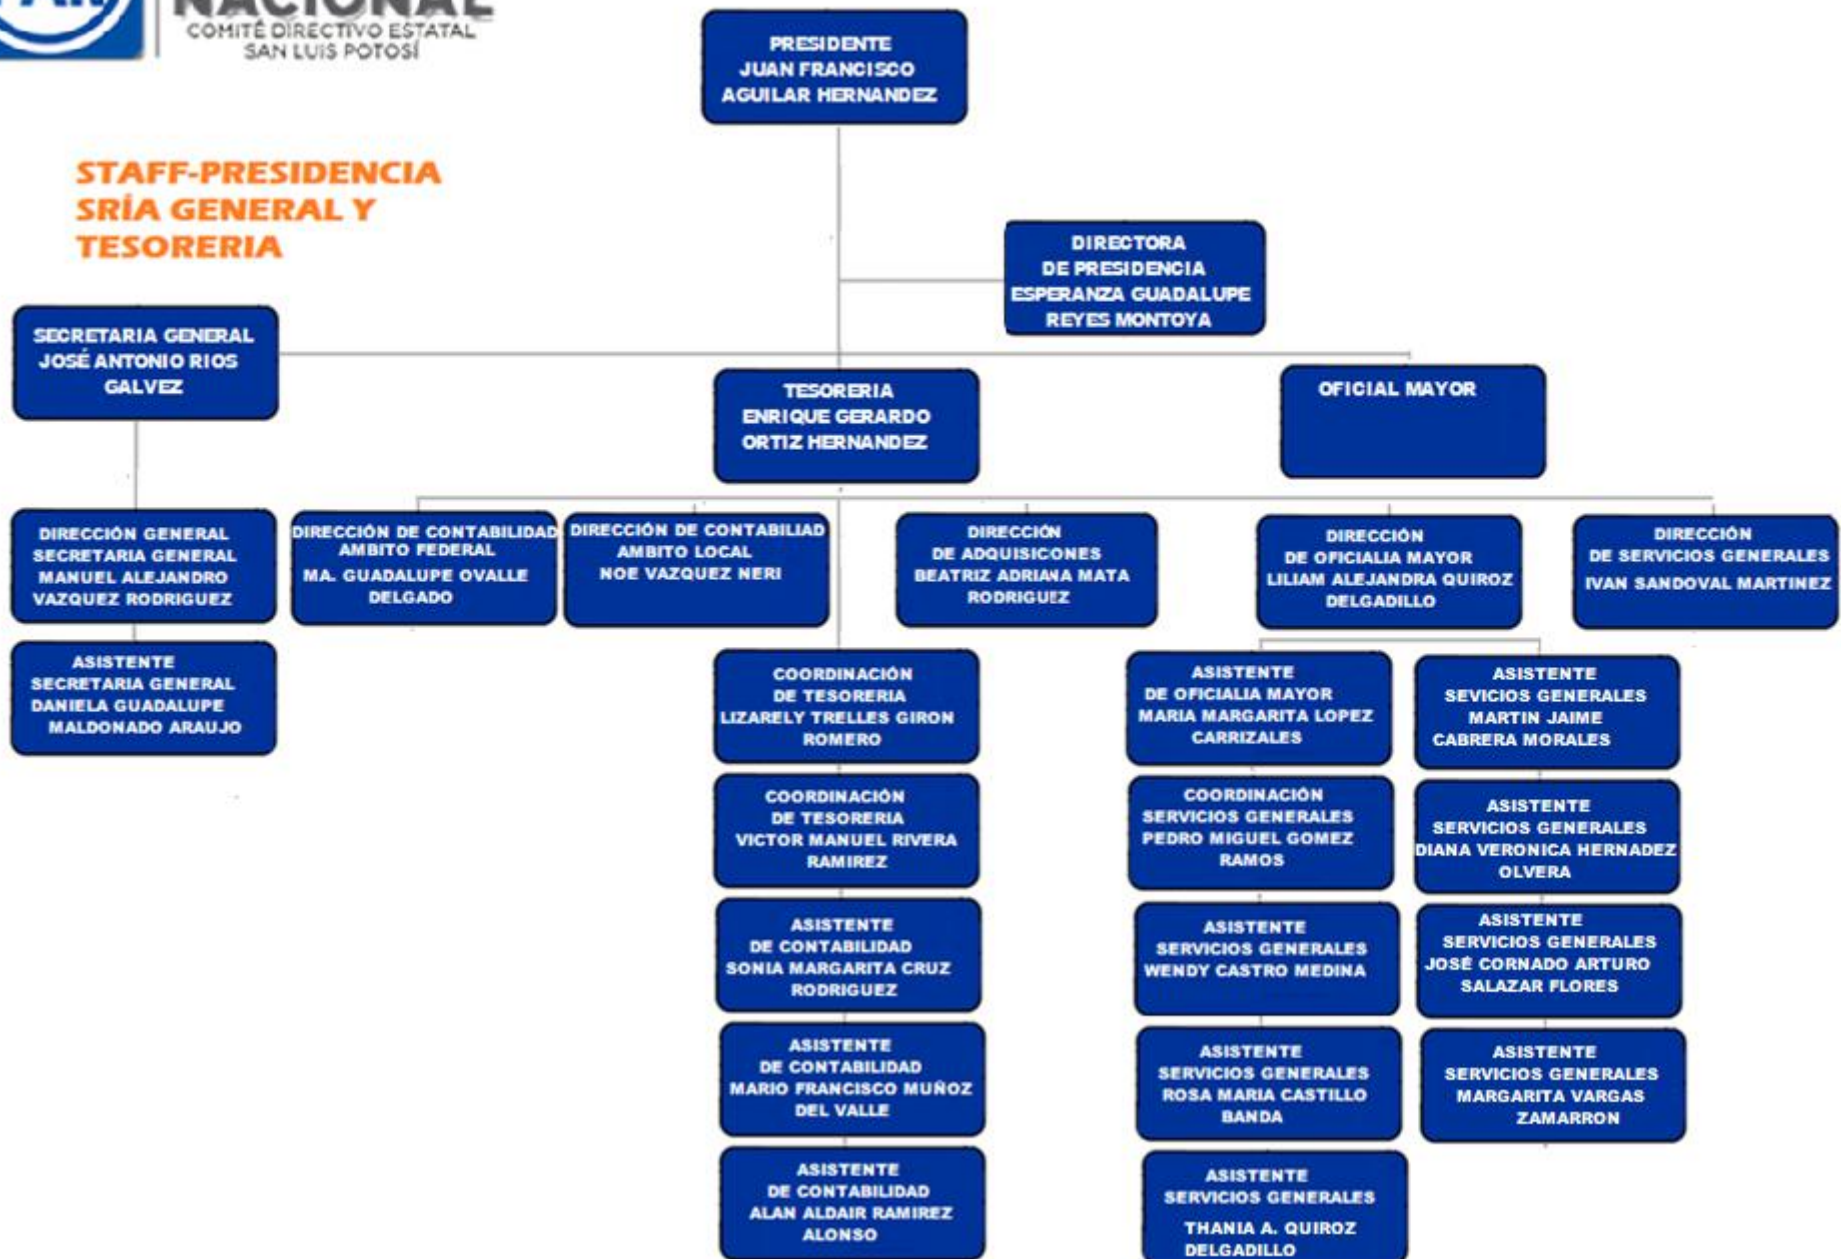 NACIONAL
COMITÉ DIRECTIVO ESTATAL
SAN LUIS POTOSÍ
STAFF-PRESIDENCIA
SRÍA GENERAL Y
TESORERIA
PRESIDENTE
JUAN FRANCISCO
AGUILAR HERNANDEZ
DIRECTORA
DE PRESIDENCIA
ESPERANZA GUADALUPE
REYES MONTOYA
SECRETARIA GENERAL
JOSÉ ANTONIO RIOS
GALVEZ
TESORERIA
ENRIQUE GERARDO
ORTIZ HERNANDEZ
OFICIAL MAYOR
DIRECCIÓN GENERAL
SECRETARIA GENERAL
MANUEL ALEJANDRO
VAZQUEZ RODRIGUEZ
DIRECCIÓN DE CONTABILIDAD
AMBITO FEDERAL
MA. GUADALUPE OVALLE
DELGADO
DIRECCIÓN DE CONTABILIAD
AMBITO LOCAL
NOE VAZQUEZ NERI
DIRECCIÓN
DE ADQUISICONES
BEATRIZ ADRIANA MATA
RODRIGUEZ
DIRECCIÓN
DE OFICIALIA MAYOR
LILIAM ALEJANDRA QUIROZ
DELGADILLO
DIRECCIÓN
DE SERVICIOS GENERALES
IVAN SANDOVAL MARTINEZ
ASISTENTE
SECRETARIA GENERAL
DANIELA GUADALUPE
MALDONADO ARAUJO
COORDINACIÓN
DE TESORERIA
LIZARELY TRELLES GIRON
ROMERO
ASISTENTE
DE OFICIALIA MAYOR
MARIA MARGARITA LOPEZ
CARRIZALES
ASISTENTE
SEVICIOS GENERALES
MARTIN JAIME
CABRERA MORALES
COORDINACIÓN
DE TESORERIA
VICTOR MANUEL RIVERA
RAMIREZ
COORDINACIÓN
SERVICIOS GENERALES
PEDRO MIGUEL GOMEZ
RAMOS
ASISTENTE
SERVICIOS GENERALES
DIANA VERONICA HERNADEZ
OLVERA
ASISTENTE
DE CONTABILIDAD
SONIA MARGARITA CRUZ
RODRIGUEZ
ASISTENTE
SERVICIOS GENERALES
WENDY CASTRO MEDINA
ASISTENTE
SERVICIOS GENERALES
JOSÉ CORNADO ARTURO
SALAZAR FLORES
ASISTENTE
DE CONTABILIDAD
MARIO FRANCISCO MUÑOZ
DEL VALLE
ASISTENTE
SERVICIOS GENERALES
ROSA MARIA CASTILLO
BANDA
ASISTENTE
SERVICIOS GENERALES
MARGARITA VARGAS
ZAMARRON
ASISTENTE
DE CONTABILIDAD
ALAN ALDAIR RAMIREZ
ALONSO
ASISTENTE
SERVICIOS GENERALES
THANIA A. QUIROZ
DELGADILLO